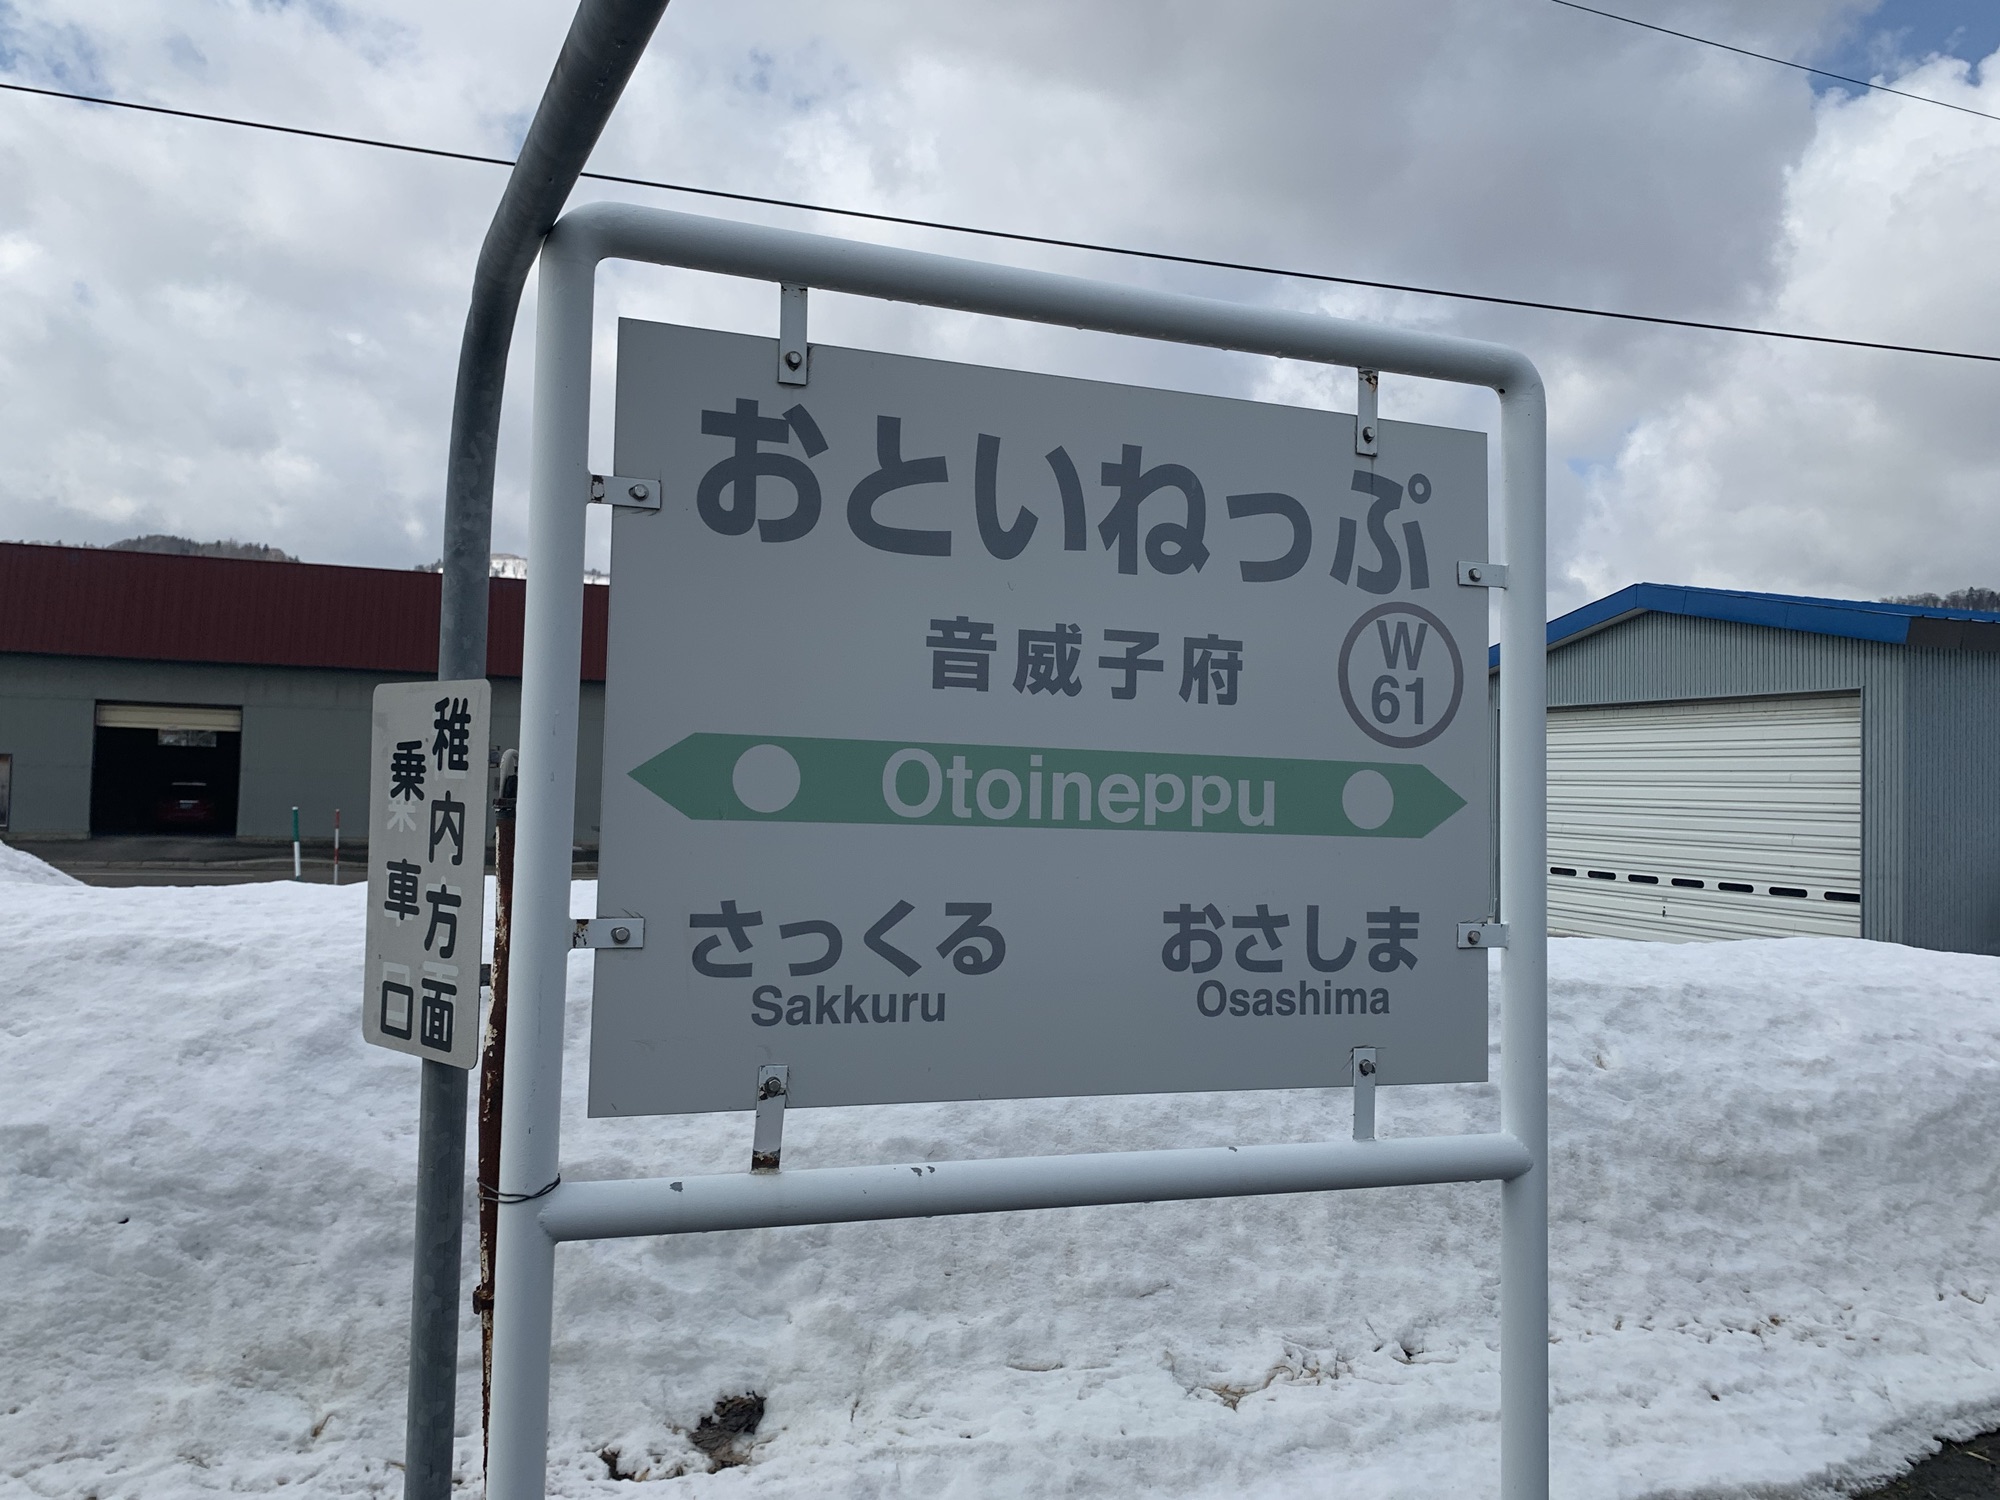 おといねっぷ
音威子府
W
61
Otoineppu
さっくる
Sakkuru
おさしま
Osashima
稚内方面
乗車口